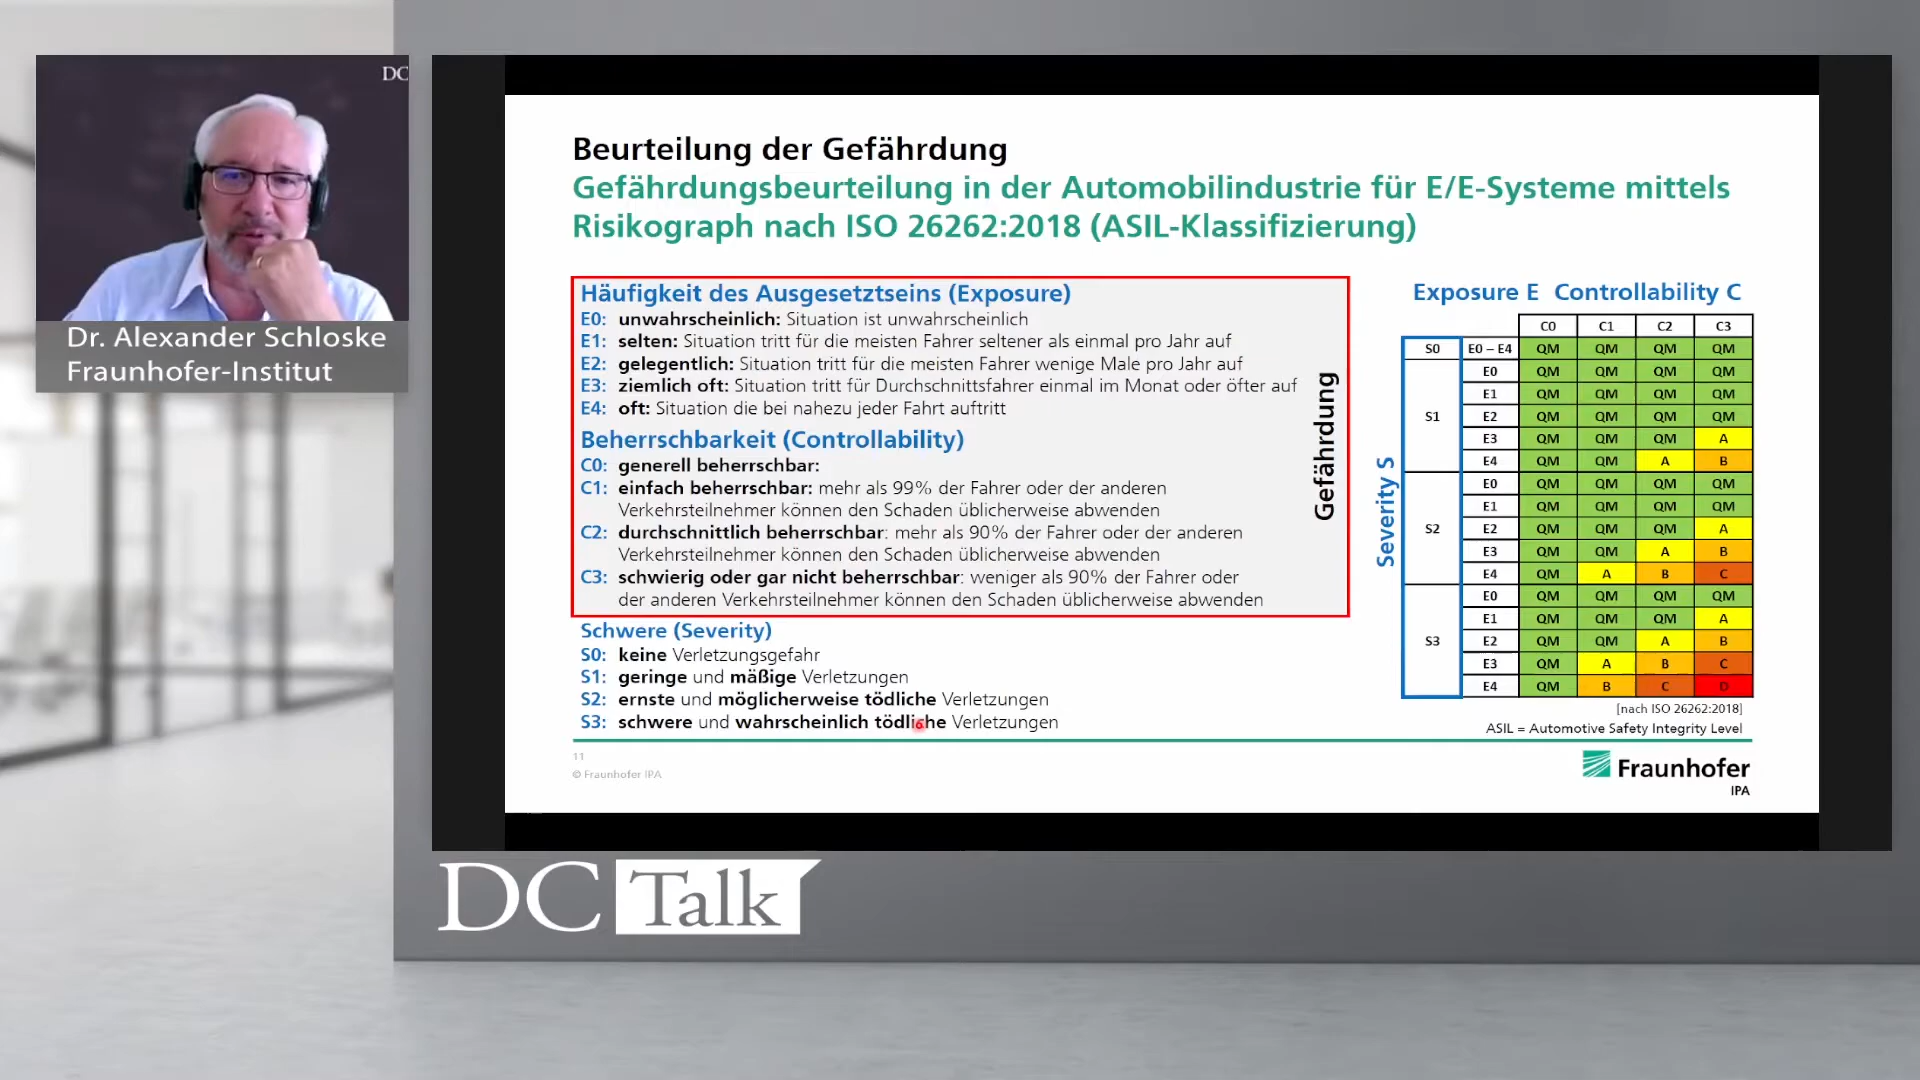 DC
Dr. Alexander Schloske
Fraunhofer-Institut
Beurteilung der Gefährdung
Gefährdungsbeurteilung in der Automobilindustrie für E/E-Systeme mittels
Risikograph nach ISO 26262:2018 (ASIL-Klassifizierung)
Häufigkeit des Ausgesetztseins (Exposure)
E0: unwahrscheinlich: Situation ist unwahrscheinlich
E1: selten: Situation tritt für die meisten Fahrer seltener als einmal pro Jahr auf
E2: gelegentlich: Situation tritt für die meisten Fahrer wenige Male pro Jahr auf
E3: ziemlich oft: Situation tritt für Durchschnittsfahrer einmal im Monat oder öfter auf
E4: oft: Situation die bei nahezu jeder Fahrt auftritt
Beherrschbarkeit (Controllability)
C0: generell beherrschbar:
C1: einfach beherrschbar: mehr als 99% der Fahrer oder der anderen
Verkehrsteilnehmer können den Schaden üblicherweise abwenden
C2: durchschnittlich beherrschbar: mehr als 90% der Fahrer oder der anderen
Verkehrsteilnehmer können den Schaden üblicherweise abwenden
C3: schwierig oder gar nicht beherrschbar: weniger als 90% der Fahrer oder
der anderen Verkehrsteilnehmer können den Schaden üblicherweise abwenden
Gefährdung
Schwere (Severity)
S0: keine Verletzungsgefahr
S1: geringe und mäßige Verletzungen
S2: ernste und möglicherweise tödliche Verletzungen
S3: schwere und wahrscheinlich tödliche Verletzungen
Exposure E Controllability C
C0 C1 C2 C3
Severity S
S0 E0 – E4 QM QM QM QM
E0 QM QM QM QM
E1 QM QM QM QM
S1 E2 QM QM QM QM
E3 QM QM QM A
E4 QM QM A B
E0 QM QM QM QM
E1 QM QM QM QM
S2 E2 QM QM QM A
E3 QM QM A B
E4 QM A B C
E0 QM QM QM QM
E1 QM QM QM A
S3 E2 QM QM A B
E3 QM A B C
E4 QM B C D
[nach ISO 26262:2018]
ASIL = Automotive Safety Integrity Level
11
© Fraunhofer IPA
Fraunhofer
IPA
DC Talk